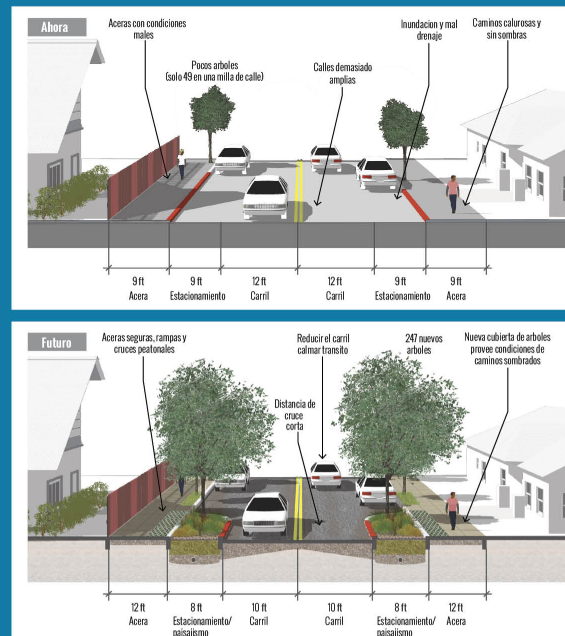 Ahora
Aceras con condiciones
males
Pocos arboles
(solo 49 en una milla de calle)
Calles demasiado
amplias
Inundacion y mal
drenaje
Caminos calurosas y
sin sombras
9 ft
Acera
9 ft
Estacionamiento
12 ft
Carril
12 ft
Carril
9 ft
Estacionamiento
9 ft
Acera
Futuro
Aceras seguras, rampas y
cruces peatonales
Distancia de
cruce
corta
Reducir el carril
calmar transito
247 nuevos
arboles
Nueva cubierta de arboles
provee condiciones de
caminos sombrados
12 ft
Acera
8 ft
Estacionamiento/
paisajismo
10 ft
Carril
10 ft
Carril
8 ft
Estacionamiento/
paisajismo
12 ft
Acera